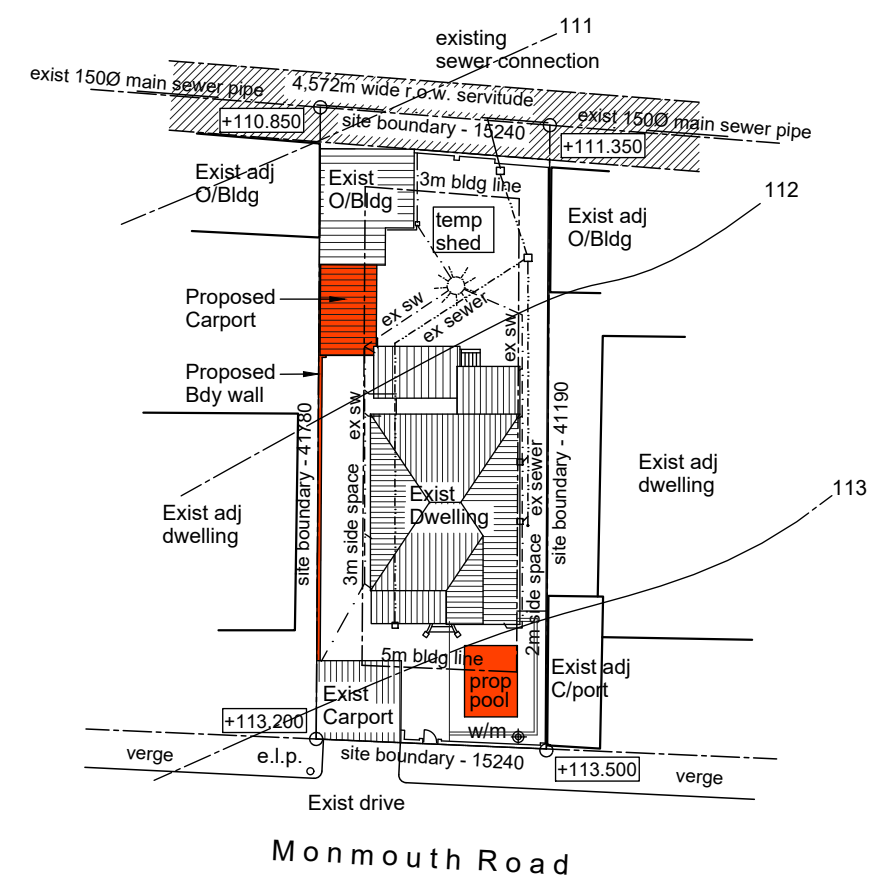 111
existing
sewer connection
exist 150Ø main sewer pipe
4,572m wide r.o.w. servitude
+110.850
site boundary - 15240
exist 150Ø main sewer pipe
+111.350
Exist adj
O/Bldg
Exist
O/Bldg
3m bldg line
112
temp
shed
Exist adj
O/Bldg
Proposed
Carport
ex sw
ex sewer
ex sw
Proposed
Bdy wall
ex sw
site boundary - 41780
site boundary - 41190
3m side space
Exist
Dwelling
ex sewer
Exist adj
dwelling
113
Exist adj
dwelling
2m side space
5m bldg line
prop
pool
Exist adj
C/port
Exist
Carport
+113.200
w/m
verge
e.l.p.
site boundary - 15240
+113.500
verge
Exist drive
Monmouth Road